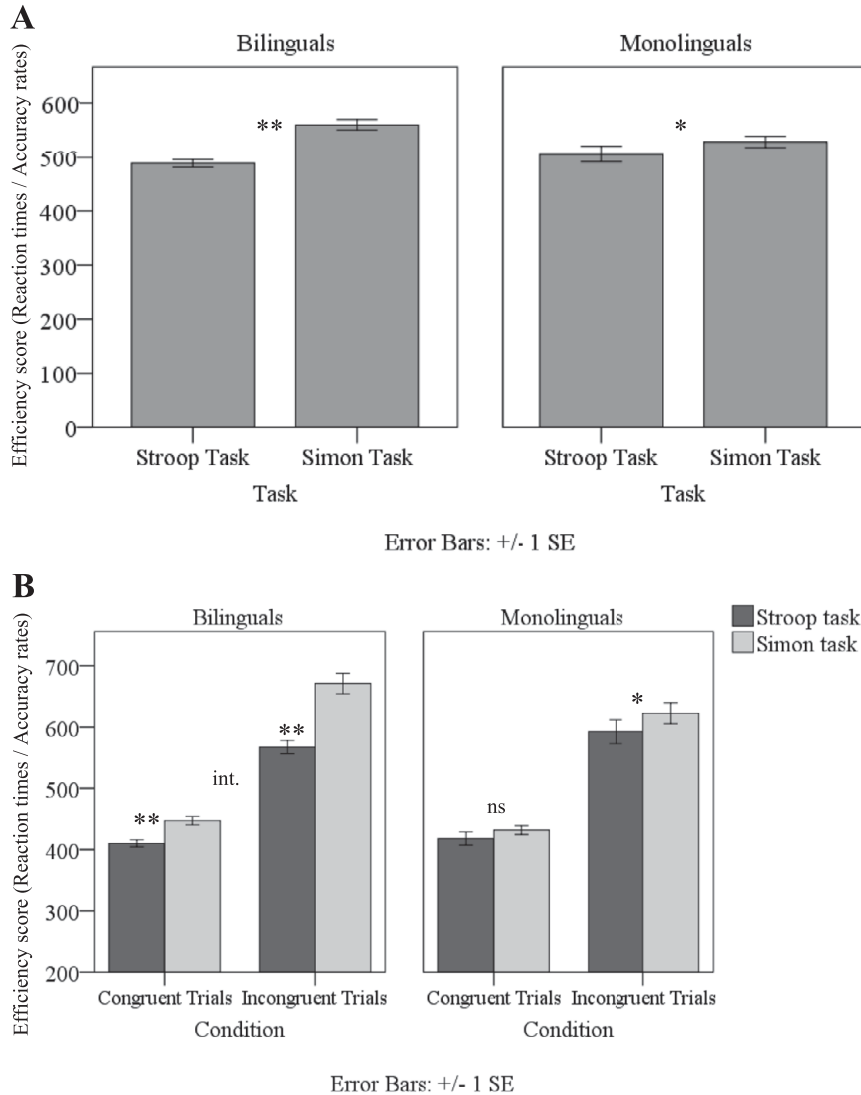 A
Bilinguals
Monolinguals
Efficiency score (Reaction times / Accuracy rates)
600
500
400
300
200
100
0
**
*
Stroop Task
Simon Task
Stroop Task
Simon Task
Task
Task
Error Bars: +/- 1 SE
B
Bilinguals
Monolinguals
Stroop task
Simon task
Efficiency score (Reaction times / Accuracy rates)
700
600
500
400
300
200
**
int.
**
ns
*
Congruent Trials
Incongruent Trials
Congruent Trials
Incongruent Trials
Condition
Condition
Error Bars: +/- 1 SE